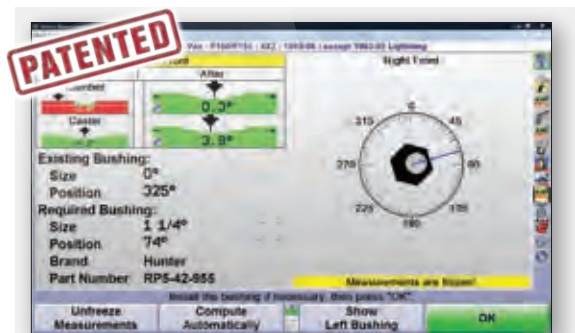 PATENTED
Right Front
After
Camber
0.3°
Caster
3.9°
0
45
90
135
180
225
270
315
Existing Bushing:
Size 0°
Position 325°
Required Bushing:
Size 1 1/4°
Position 74°
Brand Hunter
Part Number RP5-42-955
Measurements are frozen!
Install the bushing if necessary, then press "OK".
Unfreeze Measurements
Compute Automatically
Show Left Bushing
OK